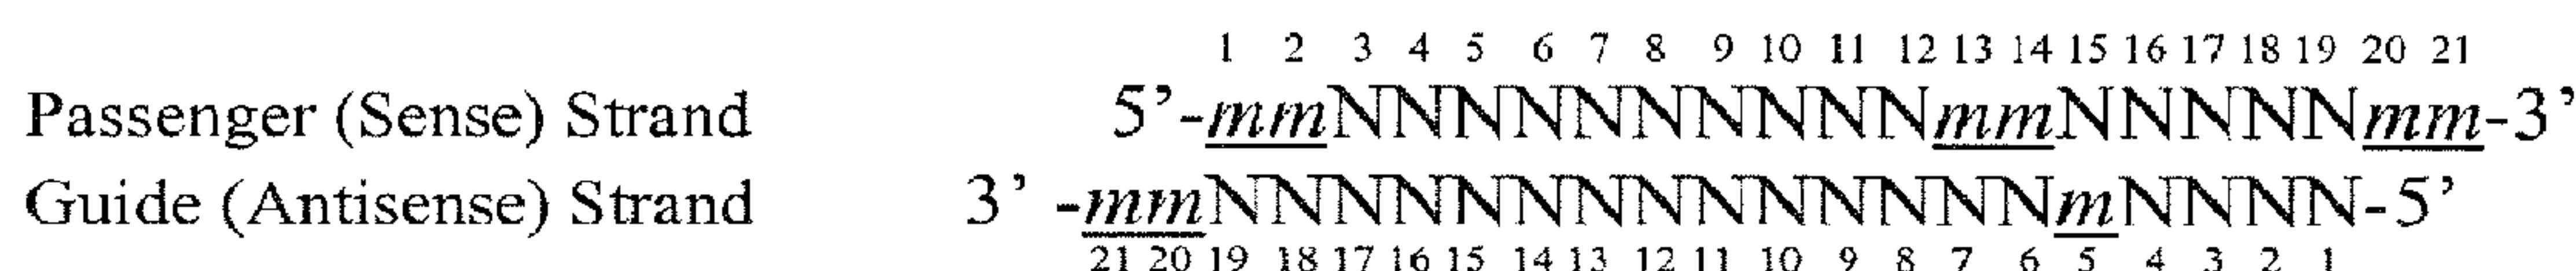 1 2 3 4 5 6 7 8 9 10 11 12 13 14 15 16 17 18 19 20 21
Passenger (Sense) Strand 5’-mmNNNNNNNNNNmmNNNNNmm-3’
Guide (Antisense) Strand 3’ -mmNNNNNNNNNNNNNNmNNNN-5’
21 20 19 18 17 16 15 14 13 12 11 10 9 8 7 6 5 4 3 2 1